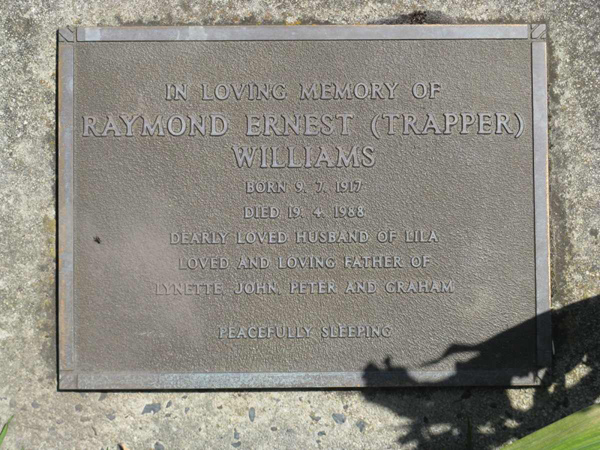 IN LOVING MEMORY OF
RAYMOND ERNEST (TRAPPER)
WILLIAMS
BORN 9. 7. 1917
DIED 19. 4. 1988
DEARLY LOVED HUSBAND OF LILA
LOVED AND LOVING FATHER OF
LYNETTE, JOHN, PETER AND GRAHAM
PEACEFULLY SLEEPING